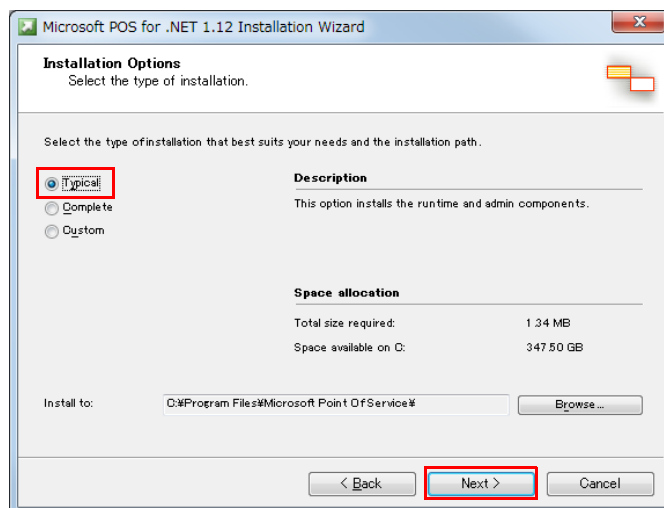 Microsoft POS for .NET 1.12 Installation Wizard
Installation Options
Select the type of installation.
Select the type of installation that best suits your needs and the installation path.
Typical
Complete
Custom
Description
This option installs the runtime and admin components.
Space allocation
Total size required: 1.34 MB
Space available on C: 347.50 GB
Install to: C:¥Program Files¥Microsoft Point Of Service¥ Browse...
< Back Next > Cancel